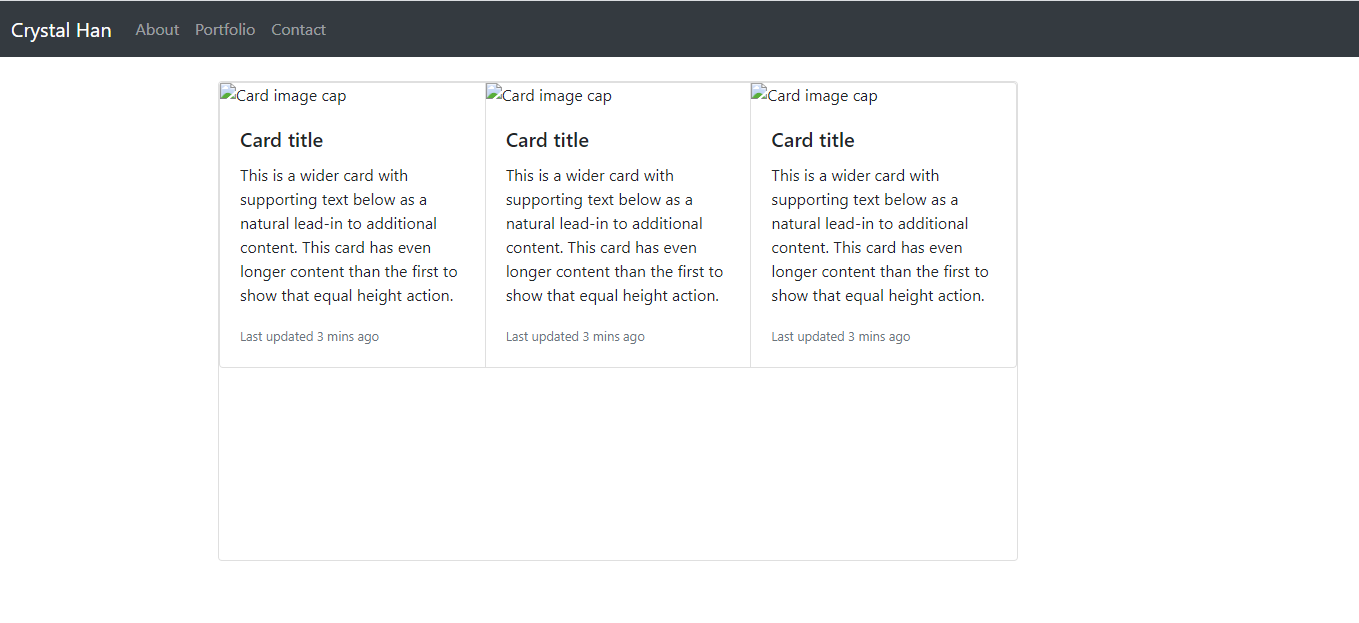 Crystal Han About Portfolio Contact
Card image cap Card image cap Card image cap
Card title Card title Card title
This is a wider card with This is a wider card with This is a wider card with
supporting text below as a supporting text below as a supporting text below as a
natural lead-in to additional natural lead-in to additional natural lead-in to additional
content. This card has even content. This card has even content. This card has even
longer content than the first to longer content than the first to longer content than the first to
show that equal height action. show that equal height action. show that equal height action.
Last updated 3 mins ago Last updated 3 mins ago Last updated 3 mins ago